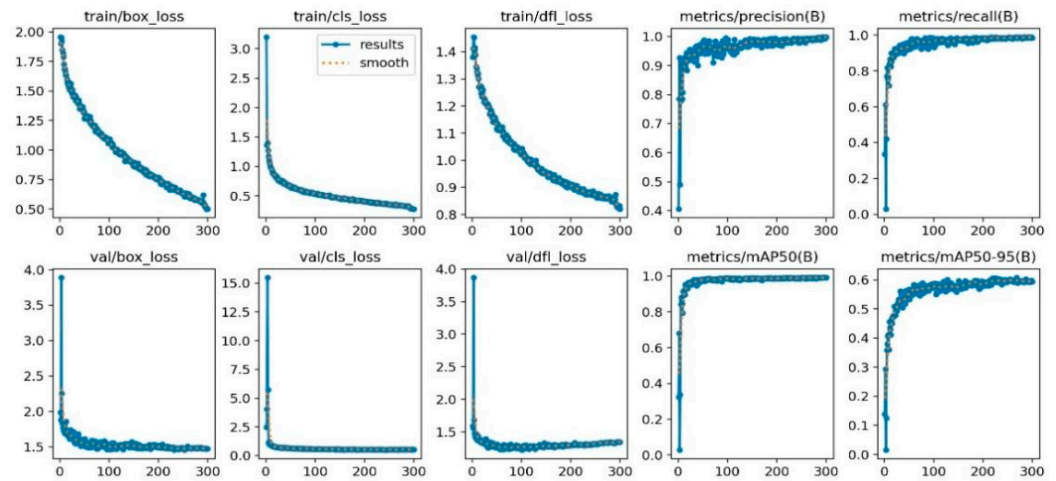 train/box_loss
train/cls_loss
train/dfl_loss
metrics/precision(B)
metrics/recall(B)
2.00
1.75
1.50
1.25
1.00
0.75
0.50
0 100 200 300
3.0
2.5
2.0
1.5
1.0
0.5
results
smooth
0 100 200 300
1.4
1.3
1.2
1.1
1.0
0.9
0.8
0 100 200 300
1.0
0.9
0.8
0.7
0.6
0.5
0.4
0 100 200 300
1.0
0.8
0.6
0.4
0.2
0.0
0 100 200 300
val/box_loss
val/cls_loss
val/dfl_loss
metrics/mAP50(B)
metrics/mAP50-95(B)
4.0
3.5
3.0
2.5
2.0
1.5
0 100 200 300
15.0
12.5
10.0
7.5
5.0
2.5
0.0
0 100 200 300
4.0
3.5
3.0
2.5
2.0
1.5
0 100 200 300
1.0
0.8
0.6
0.4
0.2
0.0
0 100 200 300
0.6
0.5
0.4
0.3
0.2
0.1
0.0
0 100 200 300